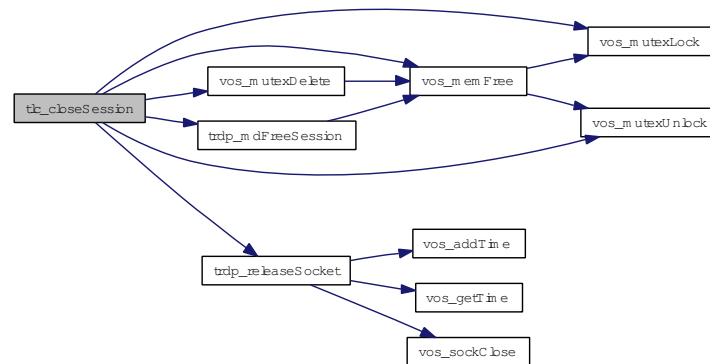 vos_mutexLock
vos_mutexDelete
vos_memFree
tlc_closeSession
vos_mutexUnlock
trdp_mdFreeSession
vos_addTime
trdp_releaseSocket
vos_getTime
vos_sockClose